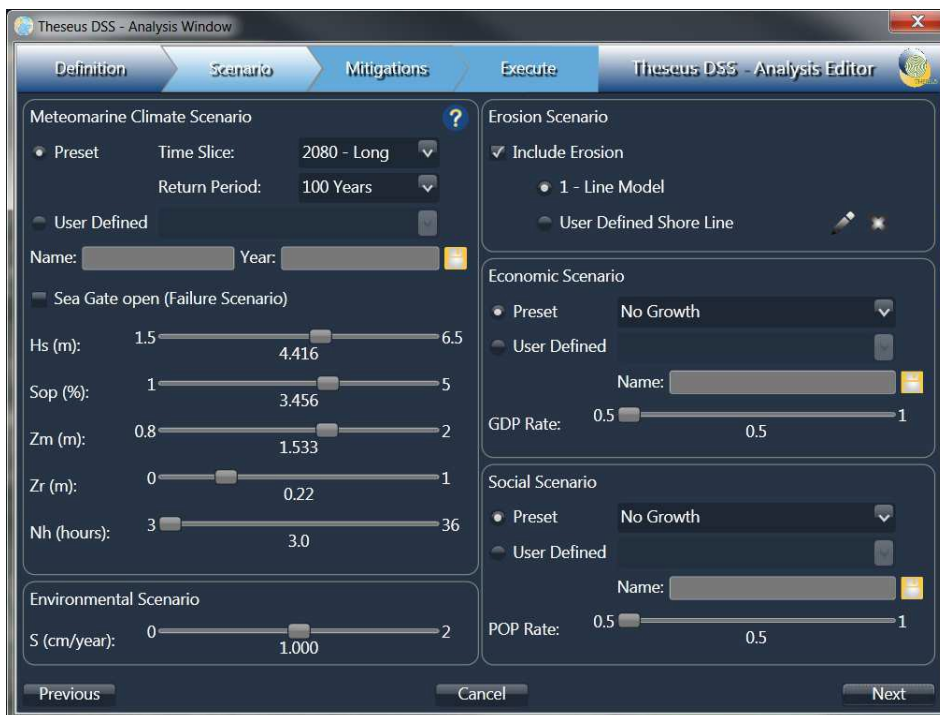 Theseus DSS - Analysis Window
Definition
Scenario
Mitigations
Execute
Theseus DSS - Analysis Editor
Meteomarine Climate Scenario
?
Preset
Time Slice:
2080 - Long
Return Period:
100 Years
User Defined
Name:
Year:
Sea Gate open (Failure Scenario)
Hs (m):
1.5
6.5
4.416
Sop (%):
1
5
3.456
Zm (m):
0.8
2
1.533
Zr (m):
0
1
0.22
Nh (hours):
3
36
3.0
Environmental Scenario
S (cm/year):
0
2
1.000
Erosion Scenario
Include Erosion
1 - Line Model
User Defined Shore Line
Economic Scenario
Preset
No Growth
User Defined
Name:
GDP Rate:
0.5
1
0.5
Social Scenario
Preset
No Growth
User Defined
Name:
POP Rate:
0.5
1
0.5
Previous
Cancel
Next